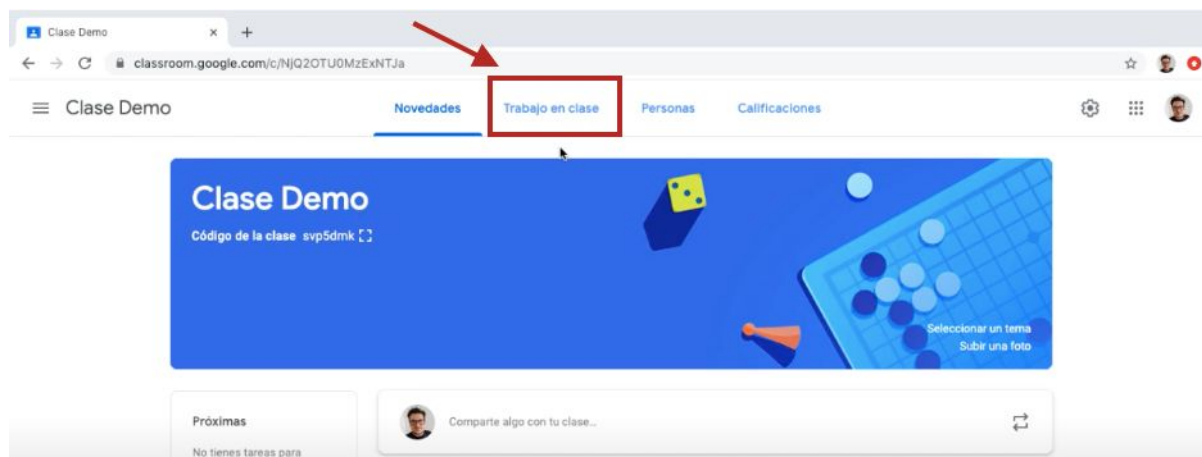 Clase Demo
classroom.google.com/c/NjQ2OTU0MzExNTJa
Clase Demo
Novedades
Trabajo en clase
Personas
Calificaciones
Clase Demo
Código de la clase svp5dmk
Seleccionar un tema
Subir una foto
Próximas
Comparte algo con tu clase...
No tienes tareas para